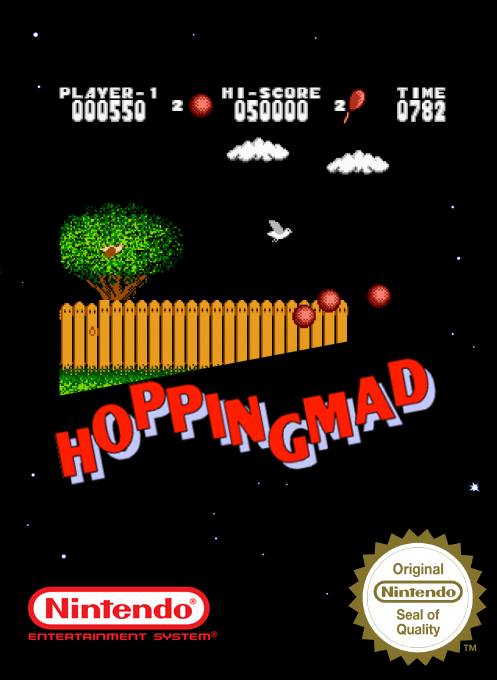 PLAYER-1 HI-SCORE TIME
000550 2 050000 2 0782
HOPPINGMAD
Nintendo®
ENTERTAINMENT SYSTEM®
Original
Nintendo
Seal of
Quality
TM